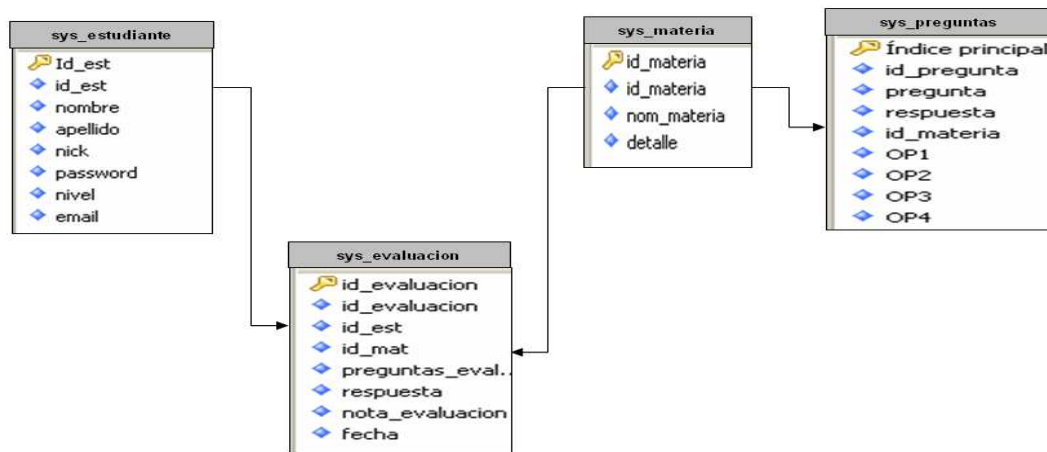 sys_estudiante
Id_est
id_est
nombre
apellido
nick
password
nivel
email
sys_materia
id_materia
id_materia
nom_materia
detalle
sys_preguntas
Índice principal
id_pregunta
pregunta
respuesta
id_materia
OP1
OP2
OP3
OP4
sys_evaluacion
id_evaluacion
id_evaluacion
id_est
id_mat
preguntas_eval..
respuesta
nota_evaluacion
fecha